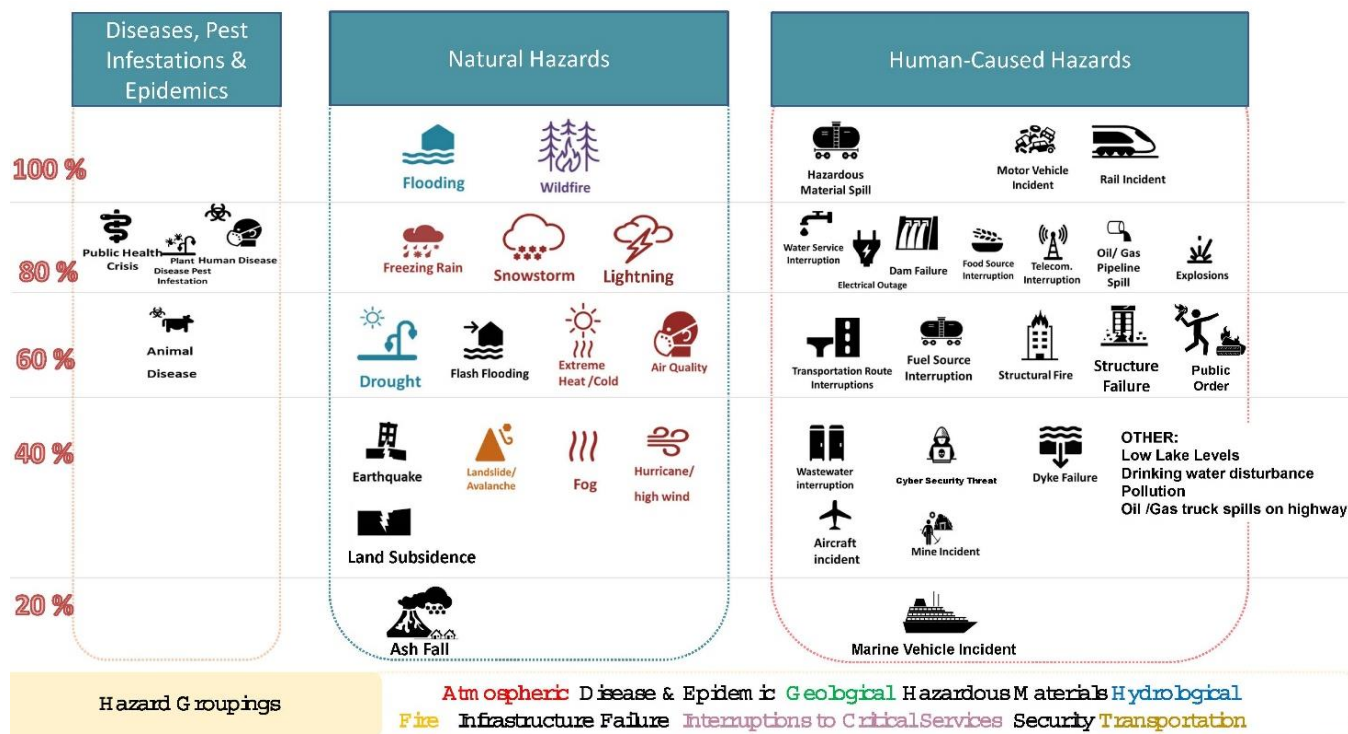 Diseases, Pest
Infestations &
Epidemics
Natural Hazards
Human-Caused Hazards
100 %
Flooding
Wildfire
Hazardous
Material Spill
Motor Vehicle
Incident
Rail Incident
80 %
Public Health
Crisis
Plant
Disease Pest
Infestation
Human Disease
Freezing Rain
Snowstorm
Lightning
Water Service
Interruption
Electrical Outage
Dam Failure
Food Source
Interruption
Telecom.
Interruption
Oil/ Gas
Pipeline
Spill
Explosions
60 %
Animal
Disease
Drought
Flash Flooding
Extreme
Heat /Cold
Air Quality
Transportation Route
Interruptions
Fuel Source
Interruption
Structural Fire
Structure
Failure
Public
Order
40 %
Earthquake
Landslide/
Avalanche
Fog
Hurricane/
high wind
Land Subsidence
Wastewater
interruption
Cyber Security Threat
Dyke Failure
OTHER:
Low Lake Levels
Drinking water disturbance
Pollution
Oil /Gas truck spills on highway
Aircraft
incident
Mine Incident
20 %
Ash Fall
Marine Vehicle Incident
Hazard Groupings
Atmospheric Disease & Epidemic Geological Hazardous Materials Hydrological
Fire Infrastructure Failure Interruptions to Critical Services Security Transportation